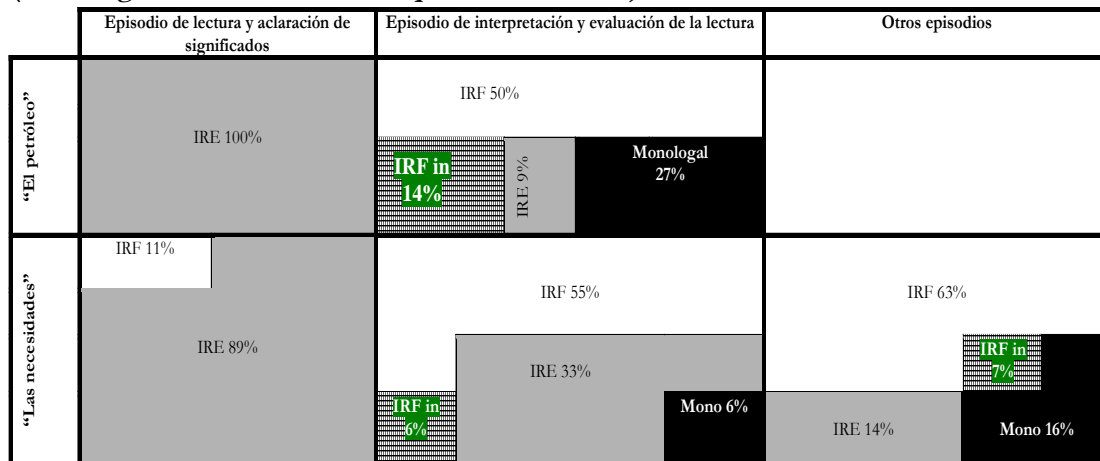 Episodio de lectura y aclaración de
significados
Episodio de interpretación y evaluación de la lectura
Otros episodios
“El petróleo”
IRE 100%
IRF 50%
IRF in
14%
IRE 9%
Monologal
27%
“Las necesidades”
IRF 11%
IRE 89%
IRF 55%
IRE 33%
IRF in
6%
Mono 6%
IRF 63%
IRF in
7%
IRE 14%
Mono 16%